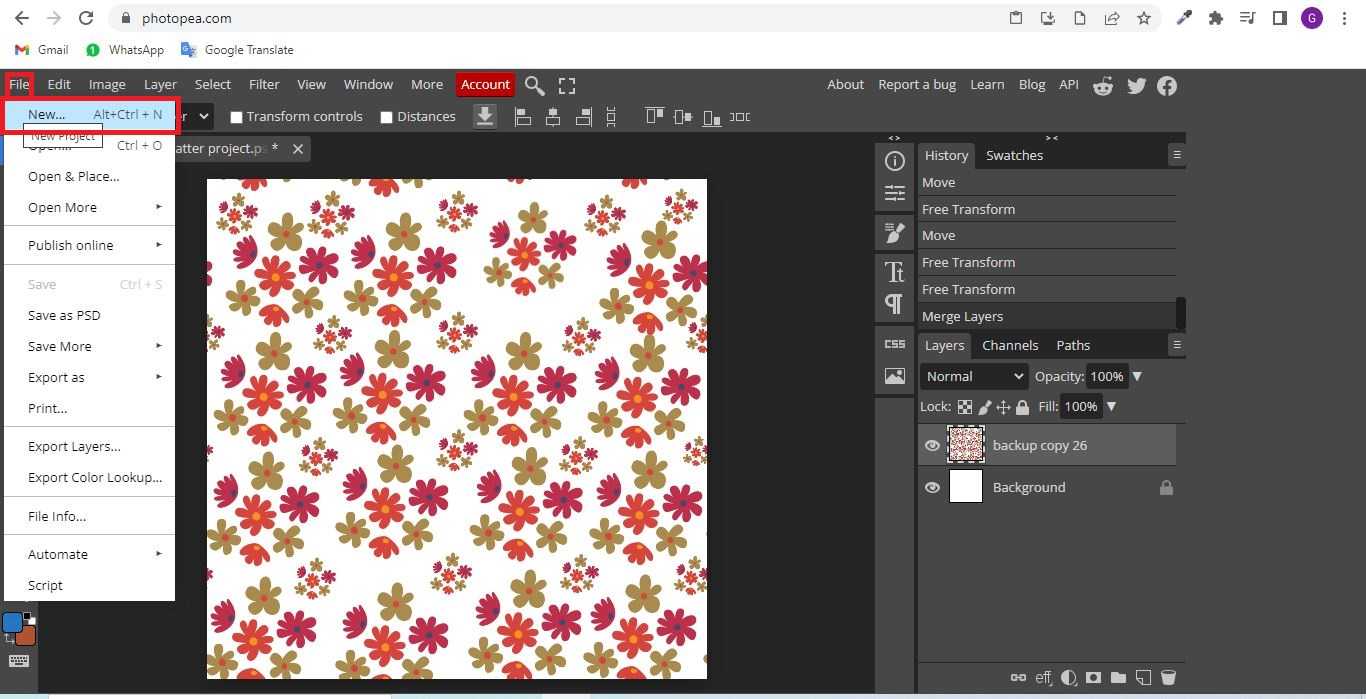 photopea.com
G
Gmail
WhatsApp
Google Translate
File Edit Image Layer Select Filter View Window More Account
About Report a bug Learn Blog API
New... Alt+Ctrl + N
New Project
Open... Ctrl + O
Transform controls
Distances
atter project.ps *
Open & Place...
Open More
Publish online
Save Ctrl + S
Save as PSD
Save More
Export as
Print...
Export Layers...
Export Color Lookup...
File Info...
Automate
Script
< >
> <
History Swatches
Move
Free Transform
Move
Free Transform
Free Transform
Merge Layers
CSS
Layers Channels Paths
Normal Opacity: 100%
Lock: Fill: 100%
backup copy 26
Background
eff